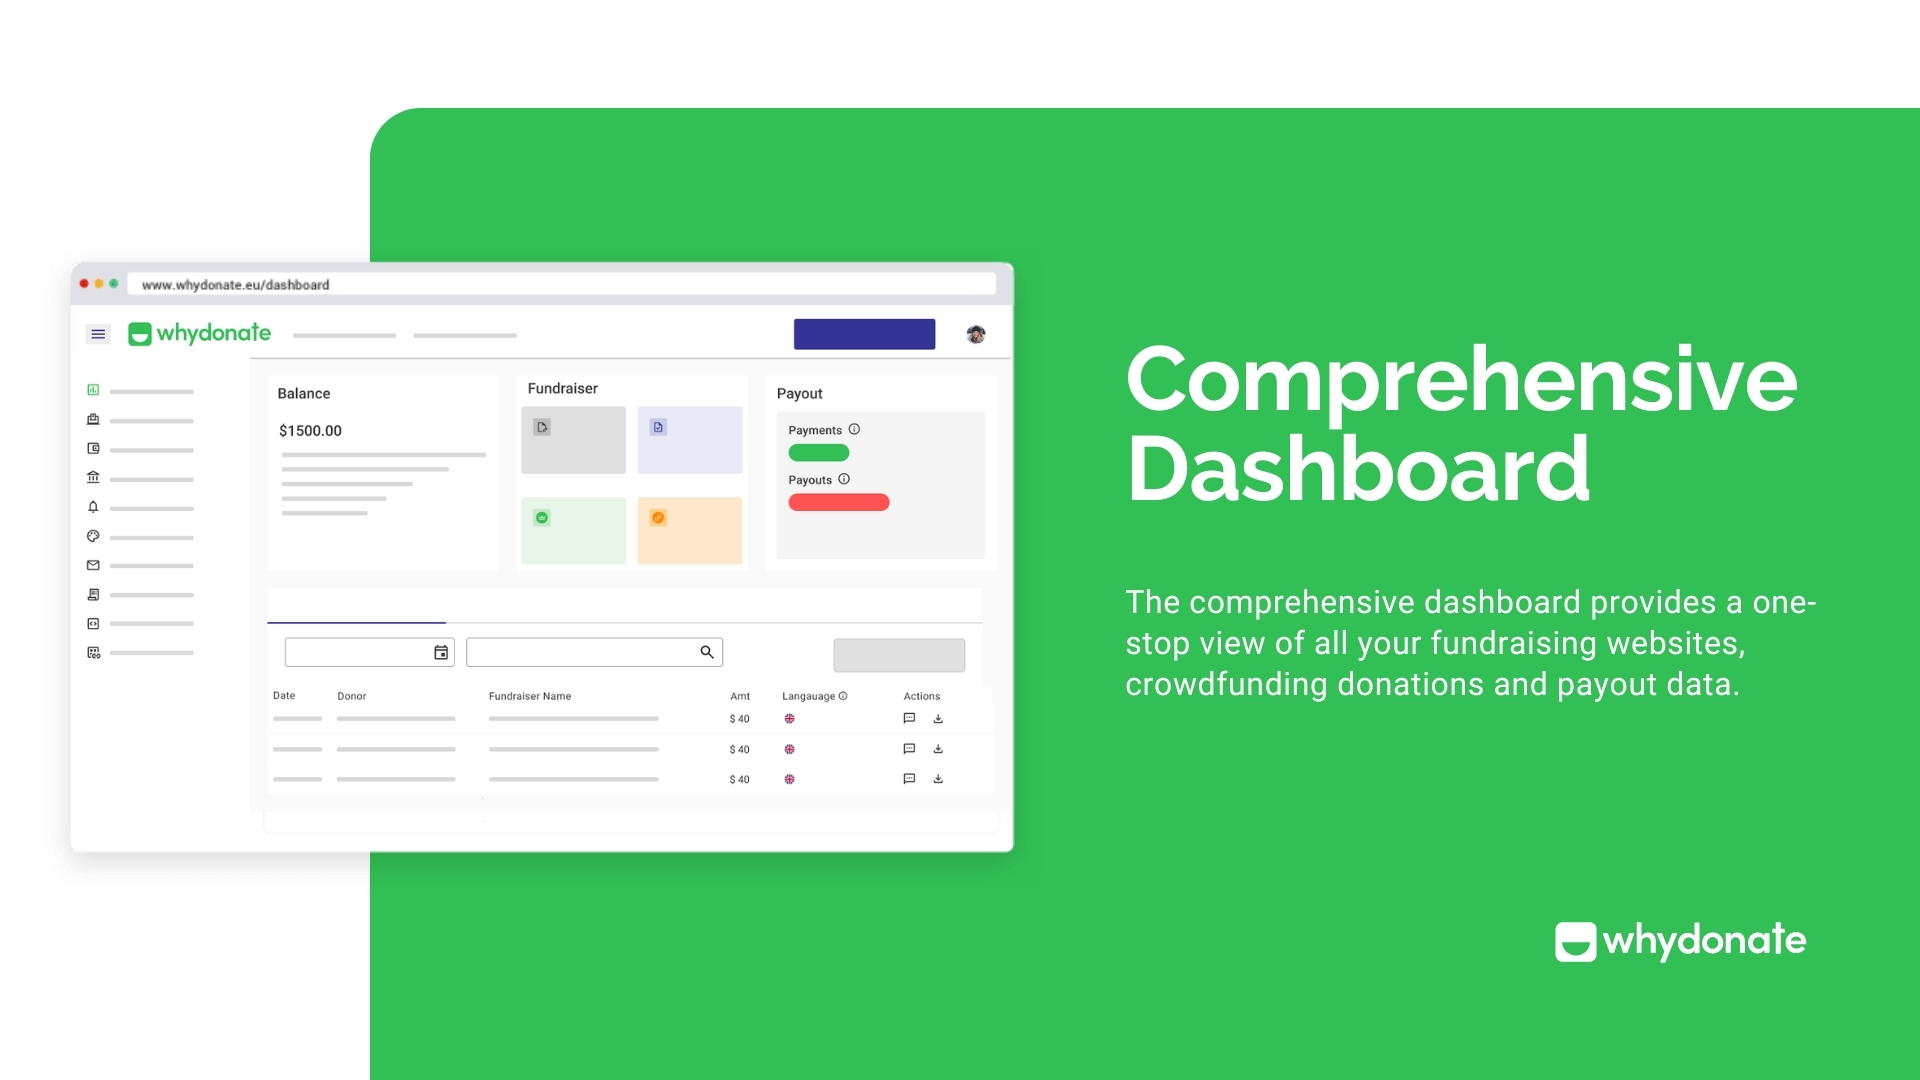 www.whydonate.eu/dashboard
whydonate
Balance
$1500.00
Fundraiser
Payout
Payments
Payouts
Date Donor Fundraiser Name Amt Langauage Actions
$ 40
$ 40
$ 40
Comprehensive
Dashboard
The comprehensive dashboard provides a one-
stop view of all your fundraising websites,
crowdfunding donations and payout data.
whydonate